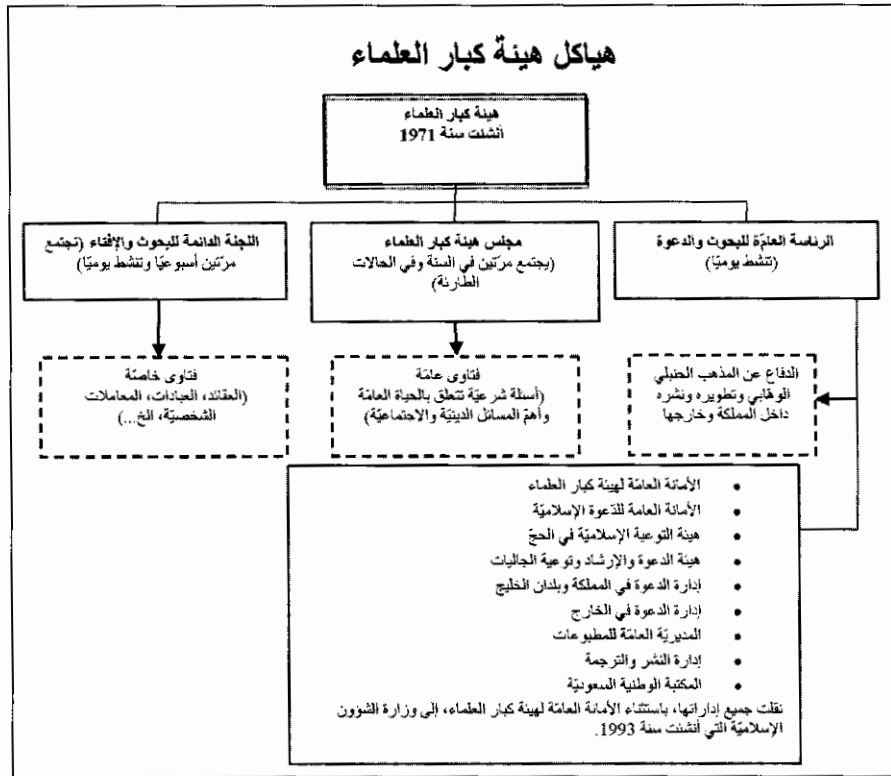 هياكل هيئة كبار العلماء
هيئة كبار العلماء
أنشئت سنة 1971
الرئاسة العامّة للبحوث والدعوة
(تنشط يوميّا)
مجلس هيئة كبار العلماء
(يجتمع مرّتين في السنة وفي الحالات
الطارئة)
اللجنة الدائمة للبحوث والإفتاء (تجتمع
مرّتين أسبوعيّا وتنشط يوميّا)
الدفاع عن المذهب الحنبلي
الوهابي وتطويره ونشره
داخل المملكة وخارجها
فتاوى عامّة
(أسئلة شرعيّة تتعلق بالحياة العامّة
وأهمّ المسائل الدينيّة والاجتماعيّة)
فتاوى خاصّة
(العقائد، العبادات، المعاملات
الشخصيّة، الخ...)
• الأمانة العامّة لهيئة كبار العلماء
• الأمانة العامة للدّعوة الإسلاميّة
• هيئة التوعية الإسلاميّة في الحجّ
• هيئة الدعوة والإرشاد وتوعية الجاليات
• إدارة الدعوة في المملكة وبلدان الخليج
• إدارة الدعوة في الخارج
• المديريّة العامّة للمطبوعات
• إدارة النشر والترجمة
• المكتبة الوطنية السعوديّة
نقلت جميع إداراتها، باستثناء الأمانة العامّة لهيئة كبار العلماء، إلى وزارة الشؤون
الإسلاميّة التي أنشئت سنة 1993.